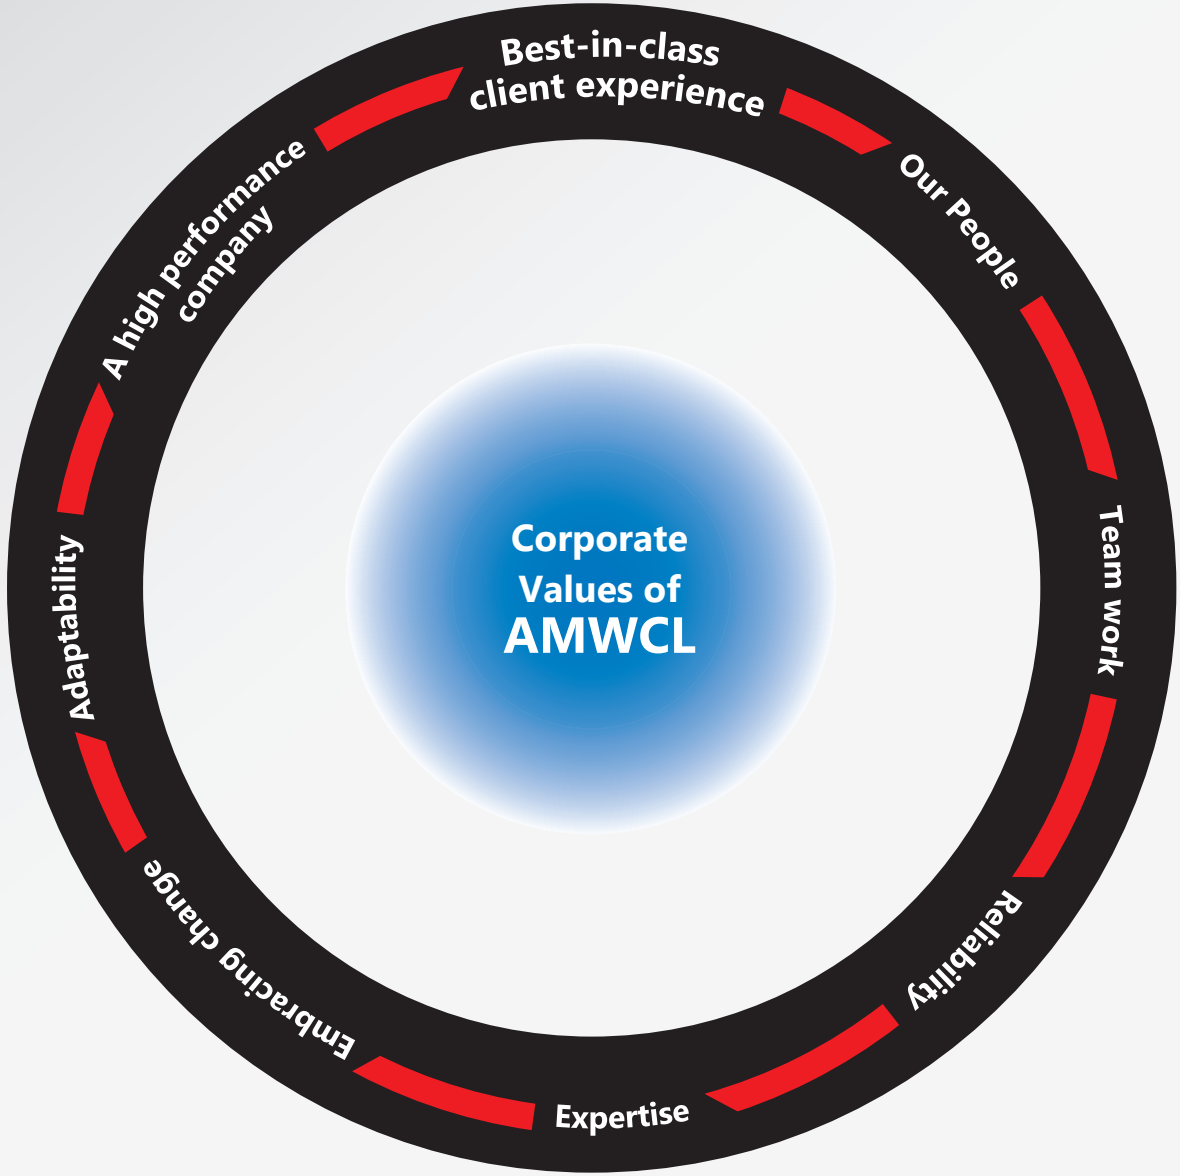 Best-in-class
client experience
Our People
Team work
Reliability
Expertise
Embracing change
Adaptability
A high performance
company
Corporate
Values of
AMWCL